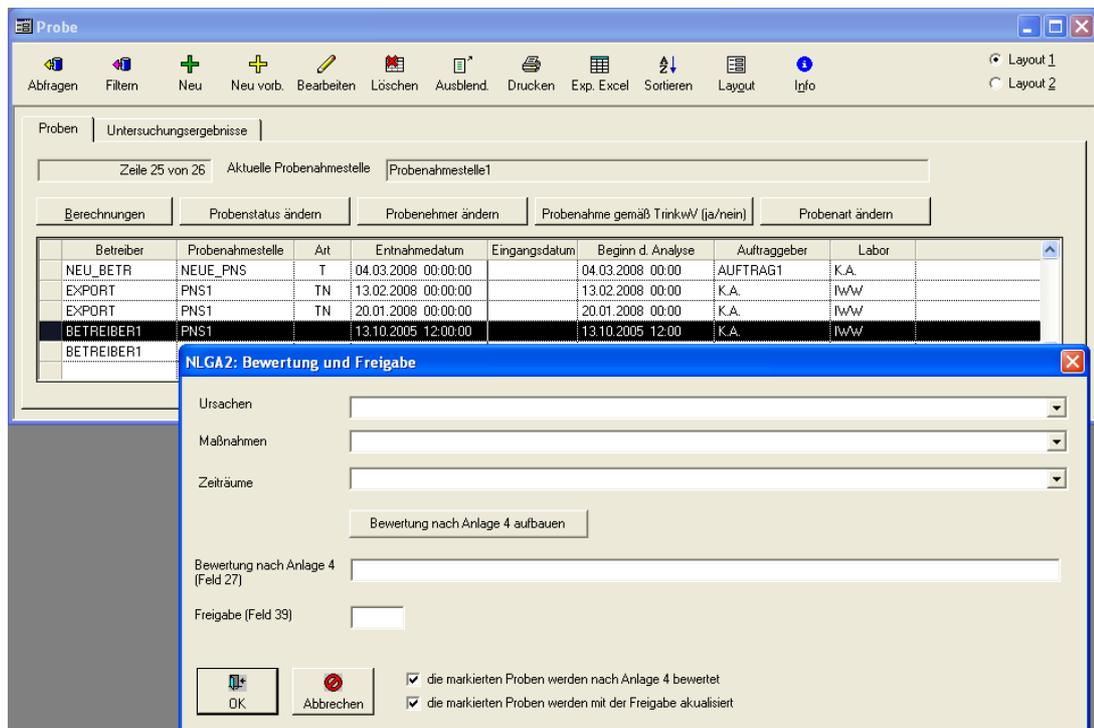 Probe
Abfragen Filtern Neu Neu vorb. Bearbeiten Löschen Ausblend. Drucken Exp. Excel Sortieren Layout Info
Layout 1
Layout 2
Proben Untersuchungsergebnisse
Zeile 25 von 26 Aktuelle Probenahmestelle Probenahmestelle1
Berechnungen Probenstatus ändern Probenehmer ändern Probenahme gemäß TrinkwV (ja/nein) Probenart ändern
Betreiber Probenahmestelle Art Entnahmedatum Eingangsdatum Beginn d. Analyse Auftraggeber Labor
NEU_BETR NEUE_PNS T 04.03.2008 00:00:00 04.03.2008 00:00 AUFTRAG1 K.A.
EXPORT PNS1 TN 13.02.2008 00:00:00 13.02.2008 00:00 K.A. IWW
EXPORT PNS1 TN 20.01.2008 00:00:00 20.01.2008 00:00 K.A. IWW
BETREIBER1 PNS1 13.10.2005 12:00:00 13.10.2005 12:00 K.A. IWW
BETREIBER1
NLGA2: Bewertung und Freigabe
Ursachen
Maßnahmen
Zeiträume
Bewertung nach Anlage 4 aufbauen
Bewertung nach Anlage 4
(Feld 27)
Freigabe (Feld 39)
OK Abbrechen
die markierten Proben werden nach Anlage 4 bewertet
die markierten Proben werden mit der Freigabe akualisiert